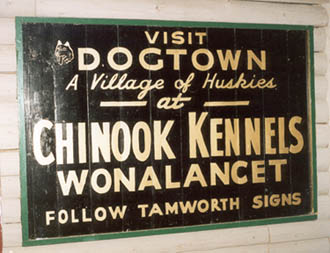 VISIT
DOGTOWN
A Village of Huskies
at
CHINOOK KENNELS
WONALANCET
FOLLOW TAMWORTH SIGNS